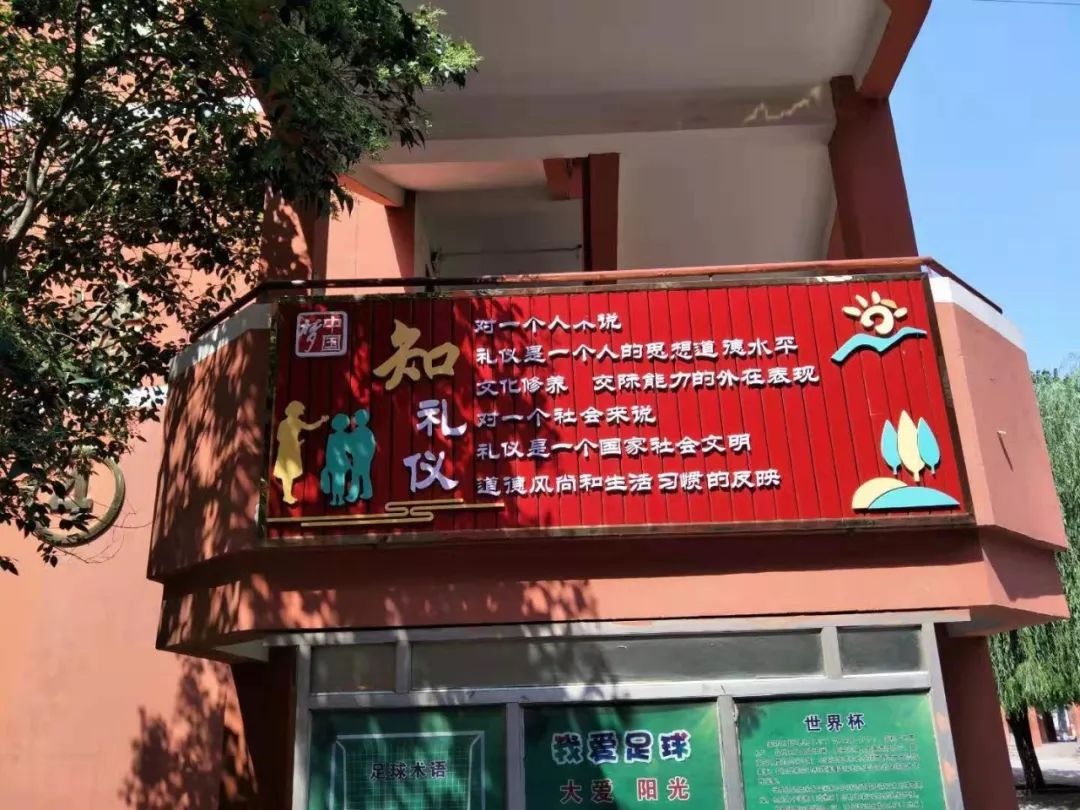 中国
梦
知
礼
仪
对一个人来说
礼仪是一个人的思想道德水平
文化修养 交际能力的外在表现
对一个社会来说
礼仪是一个国家社会文明
道德风尚和生活习惯的反映
足球术语
我爱足球
大爱 阳光
世界杯